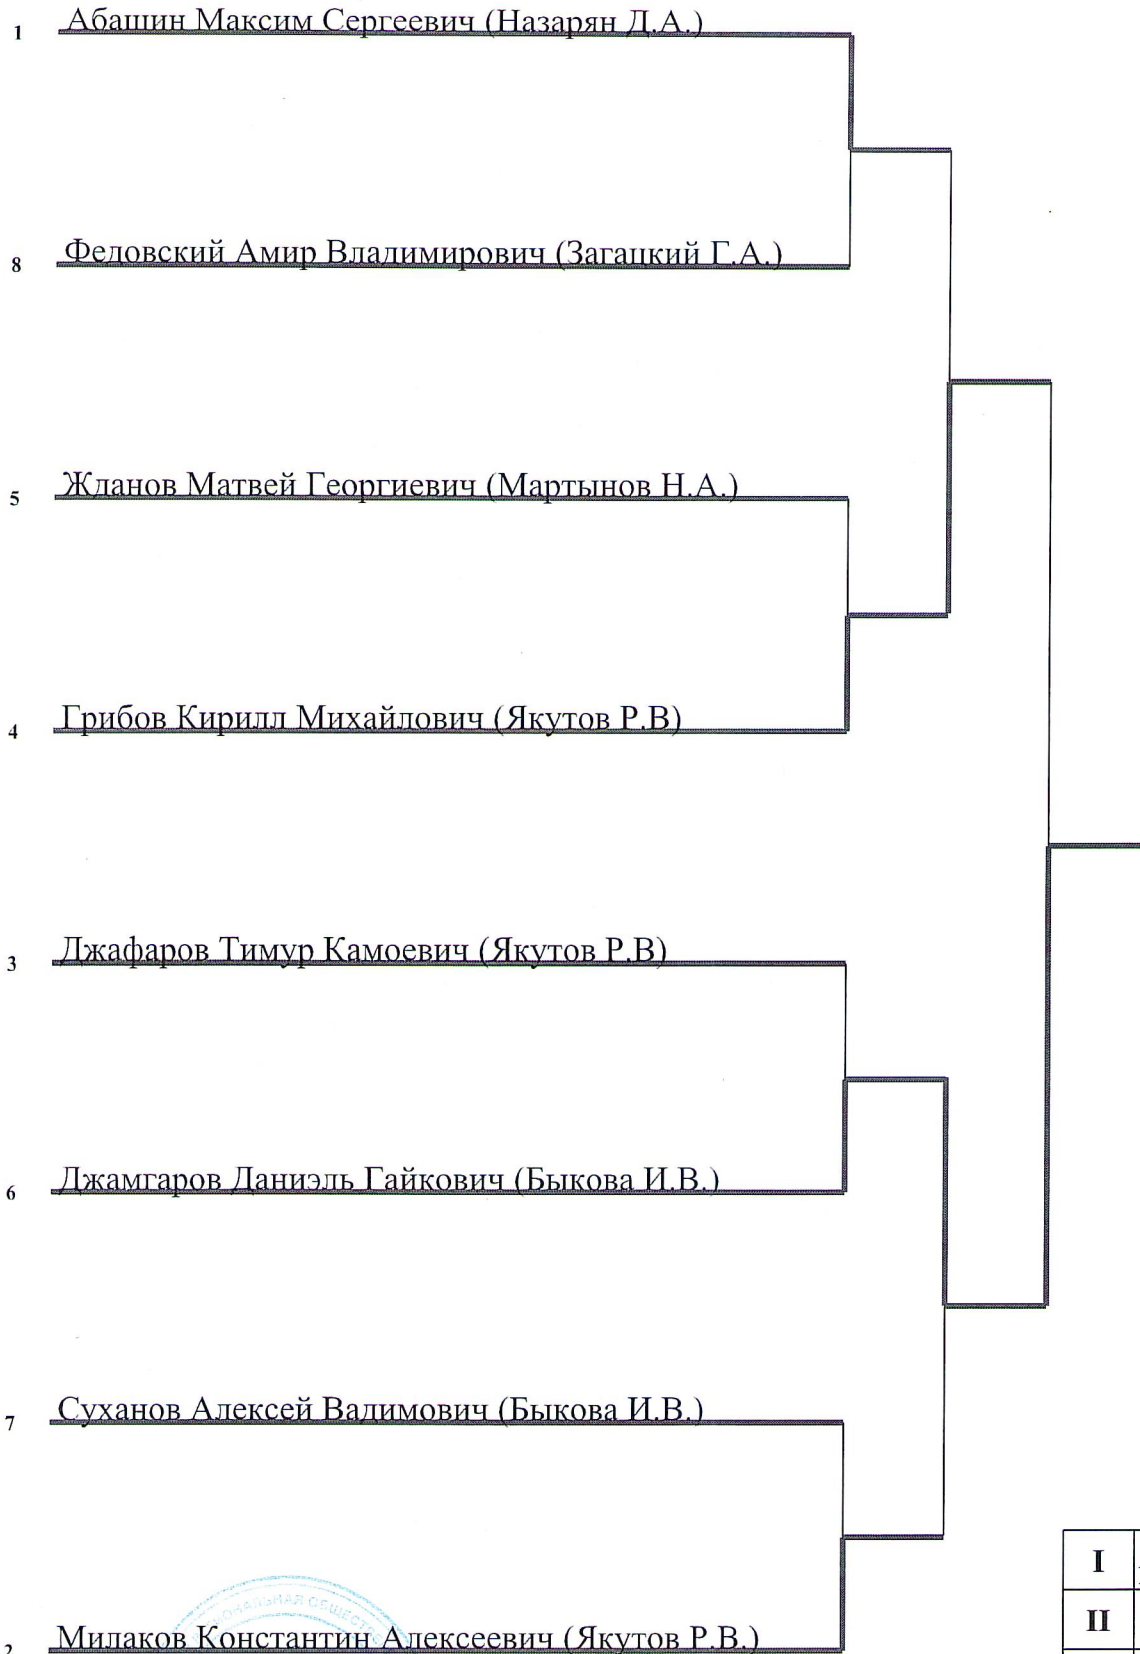 1 Абашин Максим Сергеевич (Назарян Д.А.)
8 Федовский Амир Владимирович (Загацкий Г.А.)
5 Жданов Матвей Георгиевич (Мартынов Н.А.)
4 Грибов Кирилл Михайлович (Якутов Р.В)
3 Джафаров Тимур Камоевич (Якутов Р.В)
6 Джамгаров Даниэль Гайкович (Быкова И.В.)
7 Суханов Алексей Вадимович (Быкова И.В.)
I
II
2 Милаков Константин Алексеевич (Якутов Р.В.)